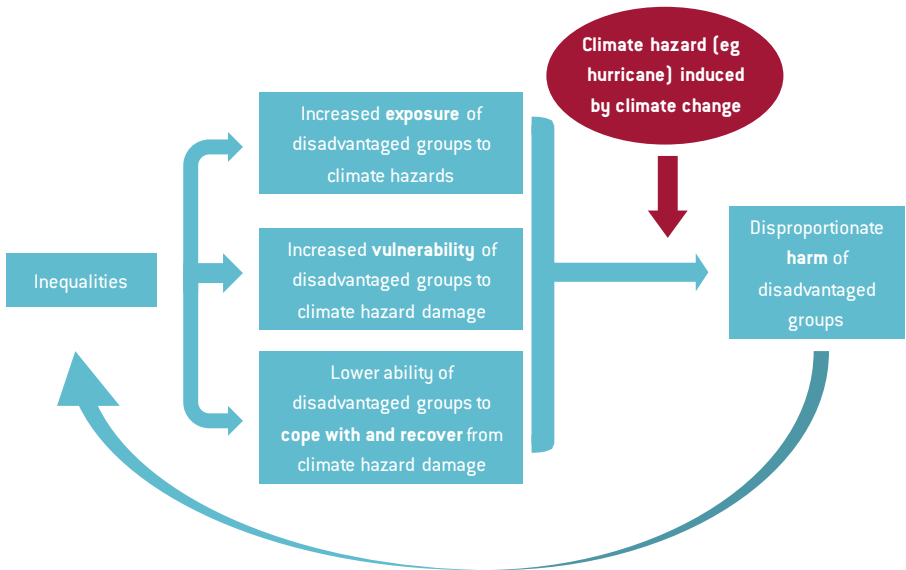 Climate hazard (eg
hurricane) induced
by climate change
Increased exposure of
disadvantaged groups to
climate hazards
Inequalities
Increased vulnerability of
disadvantaged groups to
climate hazard damage
Lower ability of
disadvantaged groups to
cope with and recover from
climate hazard damage
Disproportionate
harm of
disadvantaged
groups